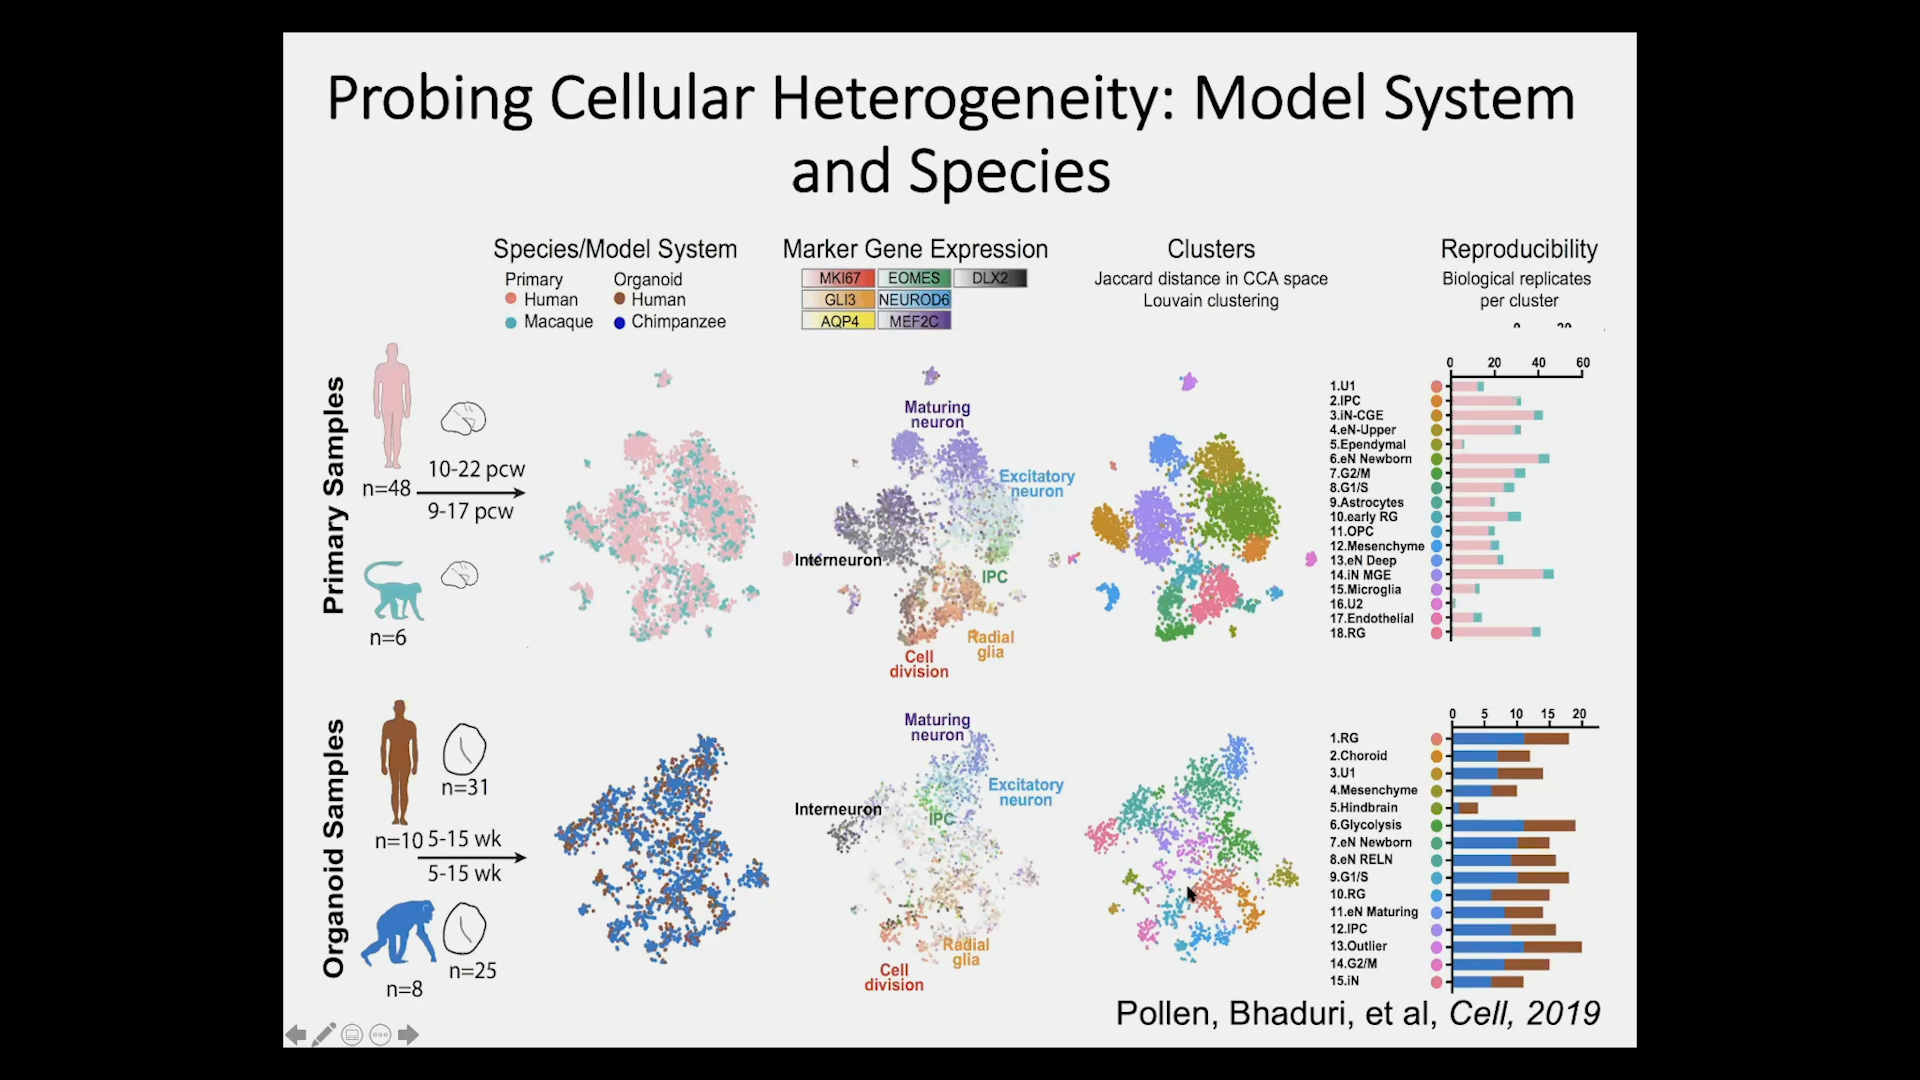 Probing Cellular Heterogeneity: Model System
and Species
Species/Model System
Primary
Organoid
Human
Human
Macaque
Chimpanzee
Marker Gene Expression
MKI67
EOMES
DLX2
GLI3
NEUROD6
AQP4
MEF2C
Clusters
Jaccard distance in CCA space
Louvain clustering
Reproducibility
Biological replicates
per cluster
Primary Samples
n=48
10-22 pcw
9-17 pcw
n=6
Maturing
neuron
Excitatory
neuron
Interneuron
IPC
Radial
glia
Cell
division
0 20 40 60
1.U1
2.IPC
3.iN-CGE
4.eN-Upper
5.Ependymal
6.eN Newborn
7.G2/M
8.G1/S
9.Astrocytes
10.early RG
11.OPC
12.Mesenchyme
13.eN Deep
14.iN MGE
15.Microglia
16.U2
17.Endothelial
18.RG
Organoid Samples
n=31
n=10
5-15 wk
5-15 wk
n=25
n=8
Maturing
neuron
Excitatory
neuron
Interneuron
IPC
Radial
glia
Cell
division
0 5 10 15 20
1.RG
2.Choroid
3.U1
4.Mesenchyme
5.Hindbrain
6.Glycolysis
7.eN Newborn
8.eN RELN
9.G1/S
10.RG
11.eN Maturing
12.IPC
13.Outlier
14.G2/M
15.iN
Pollen, Bhaduri, et al, Cell, 2019